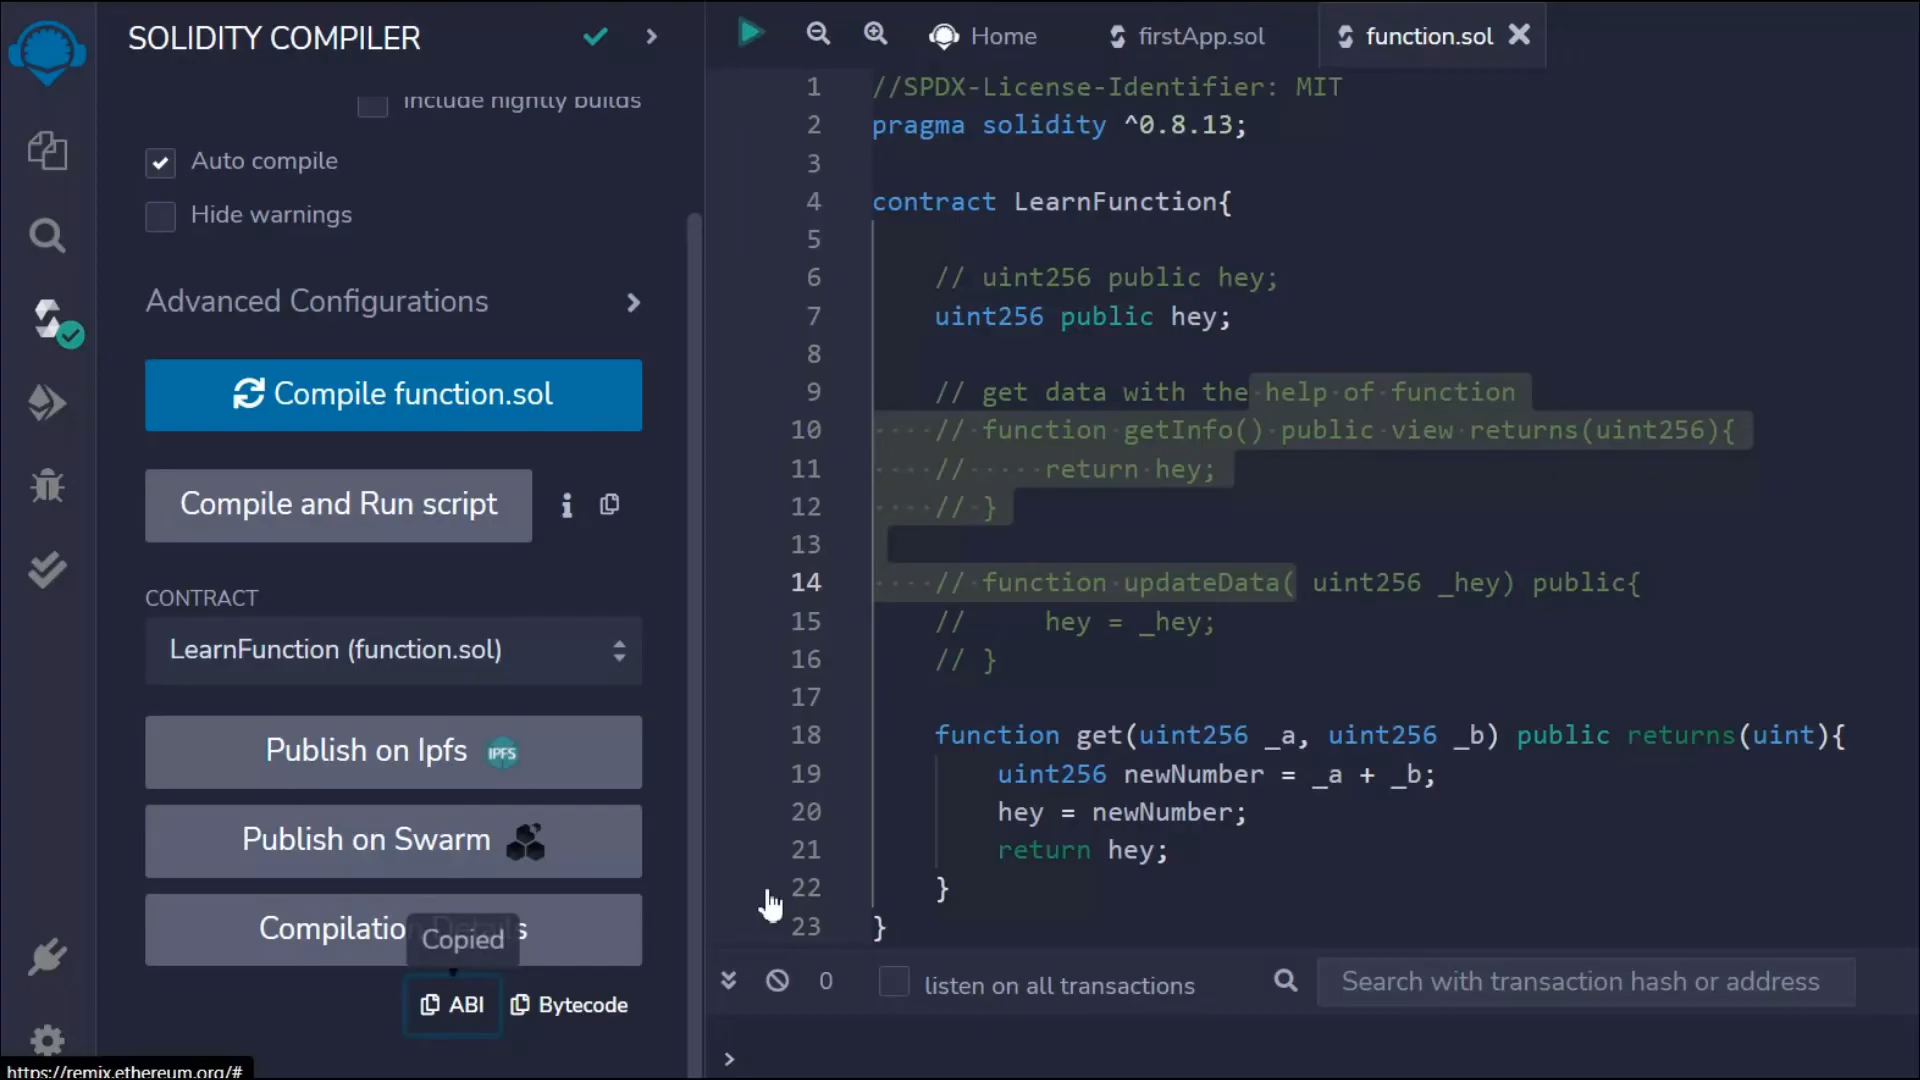 SOLIDITY COMPILER
Include nightly builds
Auto compile
Hide warnings
Advanced Configurations
Compile function.sol
Compile and Run script
CONTRACT
LearnFunction (function.sol)
Publish on Ipfs IPFS
Publish on Swarm
Compilation Details
Copied
ABI Bytecode
https://remix.ethereum.org/#
Home firstApp.sol function.sol
1 //SPDX-License-Identifier: MIT
2 pragma solidity ^0.8.13;
3
4 contract LearnFunction{
5
6 // uint256 public hey;
7 uint256 public hey;
8
9 // get data with the help of function
10 // function getInfo() public view returns(uint256){
11 // return hey;
12 // }
13
14 // function updateData( uint256 _hey) public{
15 // hey = _hey;
16 // }
17
18 function get(uint256 _a, uint256 _b) public returns(uint){
19 uint256 newNumber = _a + _b;
20 hey = newNumber;
21 return hey;
22 }
23 }
0 listen on all transactions Search with transaction hash or address
>